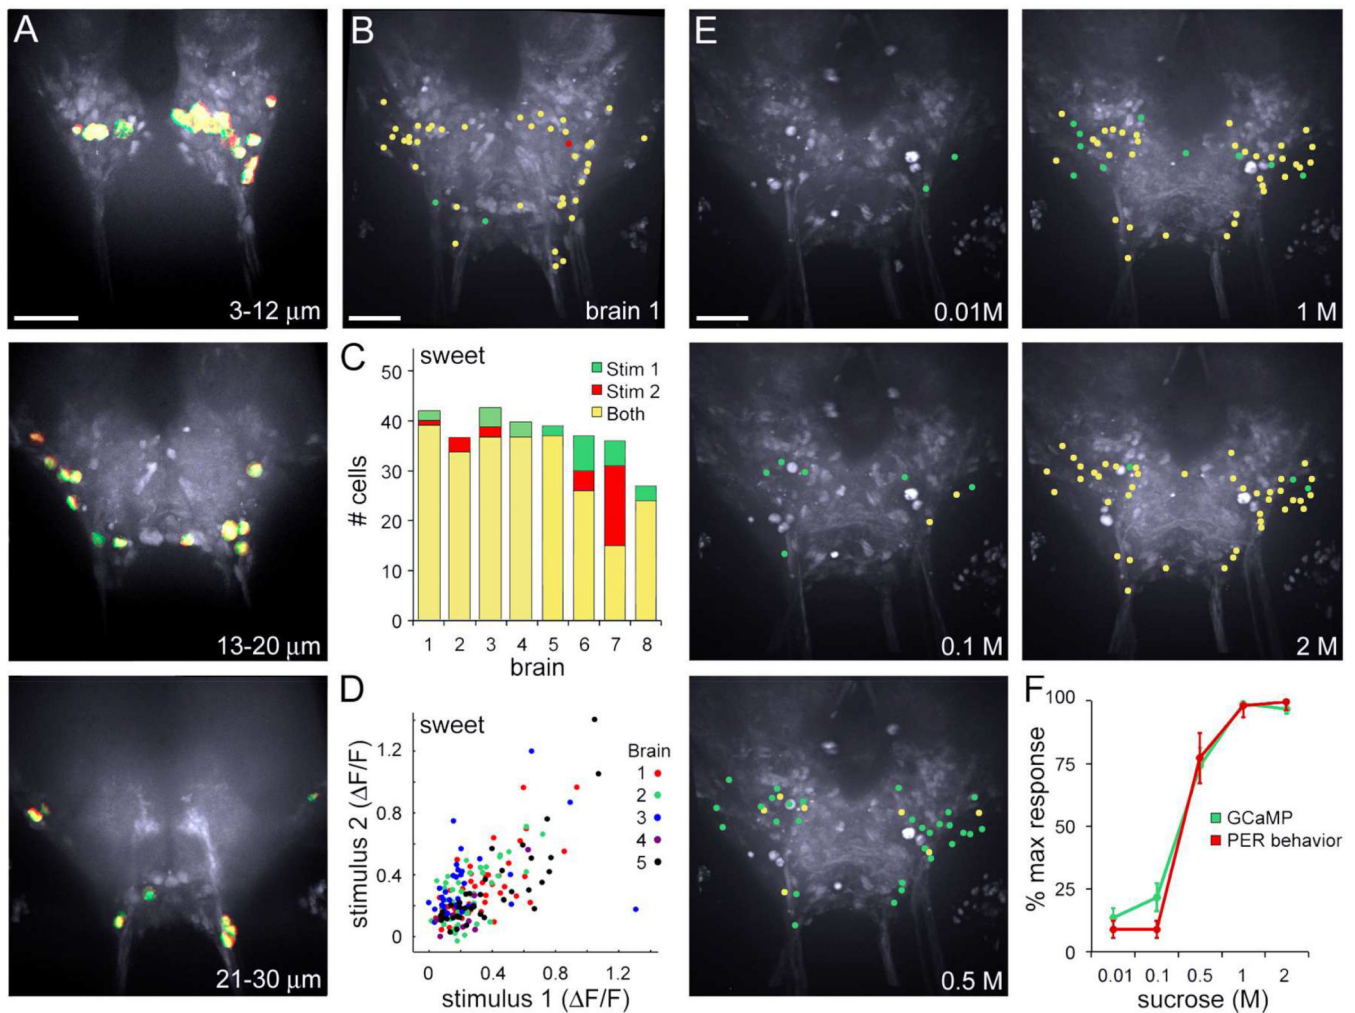 A
3-12 µm
13-20 µm
21-30 µm
B
brain 1
C
sweet
Stim 1
Stim 2
Both
# cells
50
40
30
20
10
0
1 2 3 4 5 6 7 8
brain
D
sweet
Brain
1
2
3
4
5
stimulus 2 (ΔF/F)
1.2
0.8
0.4
0
0 0.4 0.8 1.2
stimulus 1 (ΔF/F)
E
0.01M
1 M
0.1 M
2 M
0.5 M
F
% max response
100
75
50
25
0
GCaMP
PER behavior
0.01 0.1 0.5 1 2
sucrose (M)